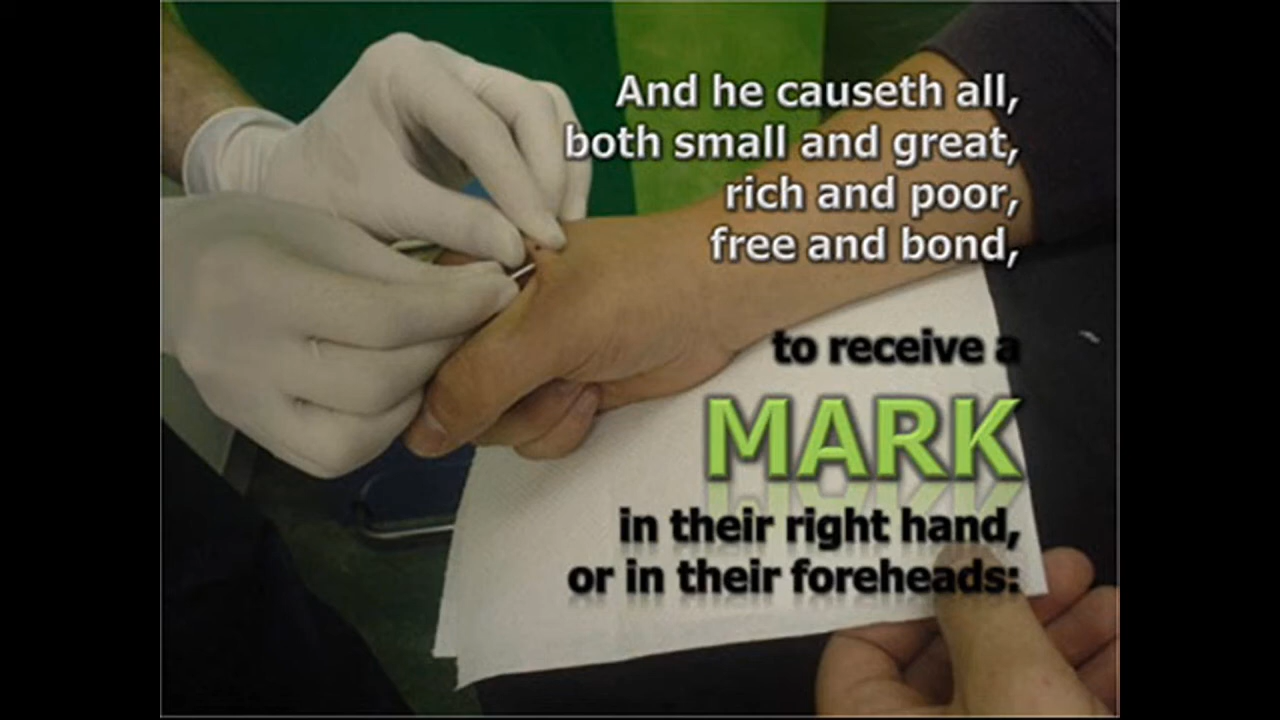 And he causeth all,
both small and great,
rich and poor,
free and bond,
to receive a
MARK
in their right hand,
or in their foreheads: